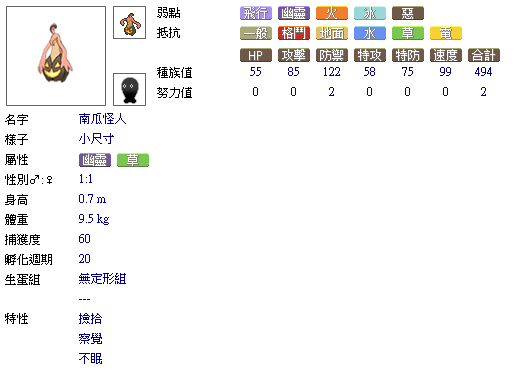 弱點 飛行 幽靈 火 冰 惡
抵抗 一般 格鬥 地面 水 草 電
HP 攻擊 防禦 特攻 特防 速度 合計
種族值 55 85 122 58 75 99 494
努力值 0 0 2 0 0 0 2
名字 南瓜怪人
樣子 小尺寸
屬性 幽靈 草
性別♂:♀ 1:1
身高 0.7 m
體重 9.5 kg
捕獲度 60
孵化週期 20
生蛋組 無定形組
---
特性 撿拾
察覺
不眠